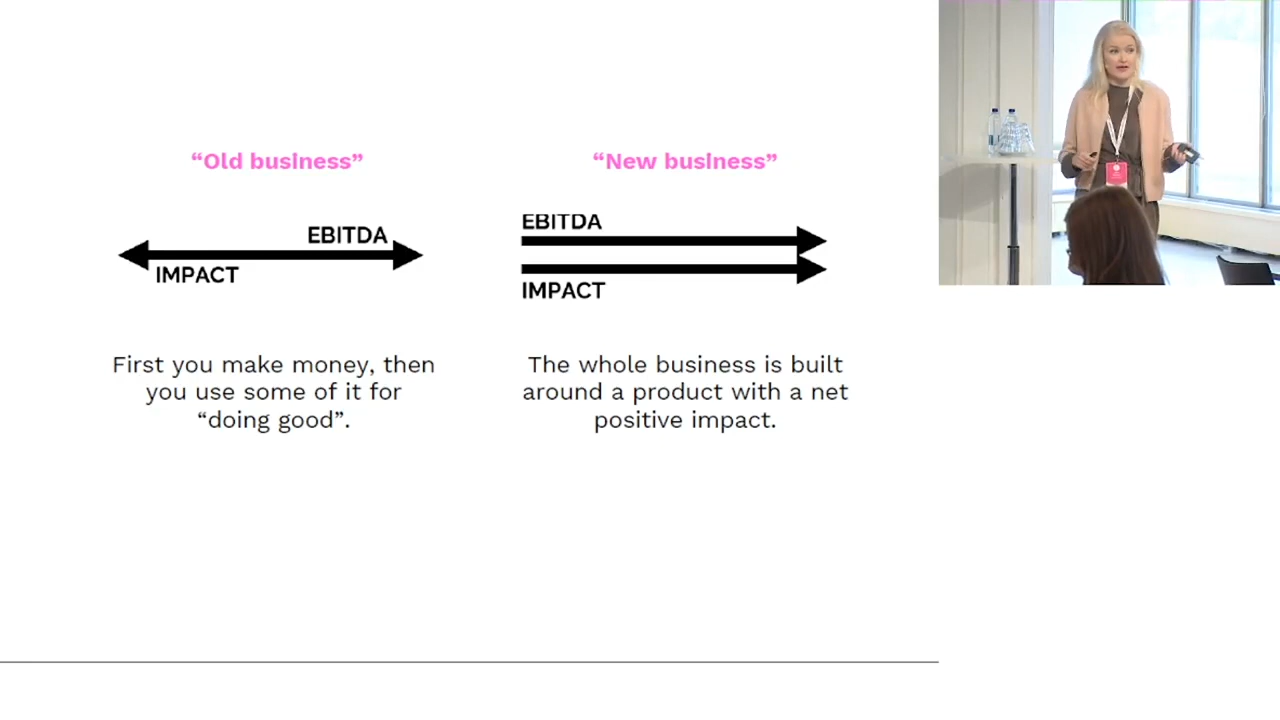 “Old business”
EBITDA
IMPACT
First you make money, then
you use some of it for
“doing good”.
“New business”
EBITDA
IMPACT
The whole business is built
around a product with a net
positive impact.